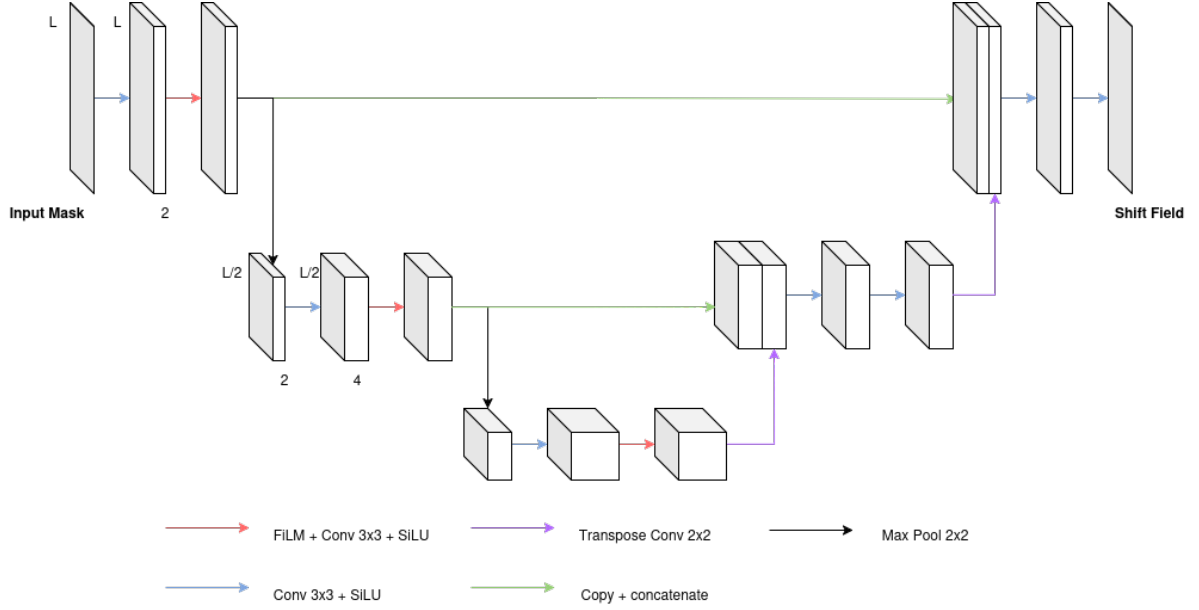 L
L
Input Mask
2
Shift Field
L/2
L/2
2
4
FiLM + Conv 3x3 + SiLU
Transpose Conv 2x2
Max Pool 2x2
Conv 3x3 + SiLU
Copy + concatenate